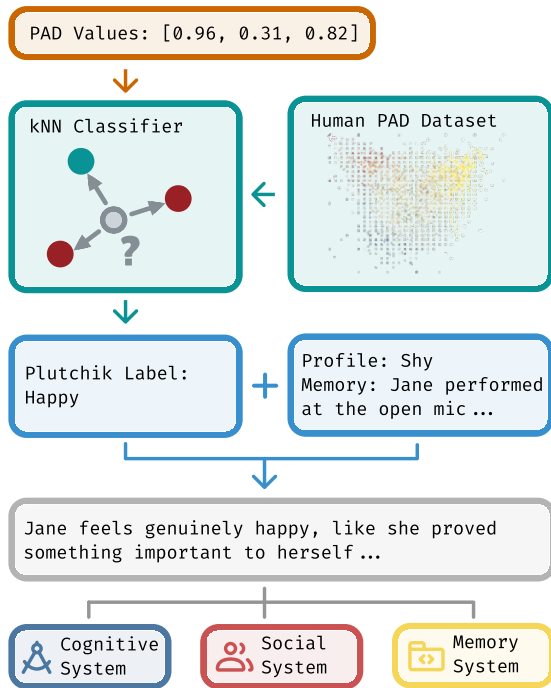 PAD Values: [0.96, 0.31, 0.82]
kNN Classifier
?
Human PAD Dataset
Plutchik Label:
Happy
+
Profile: Shy
Memory: Jane performed
at the open mic...
Jane feels genuinely happy, like she proved
something important to herself...
Cognitive
System
Social
System
Memory
System